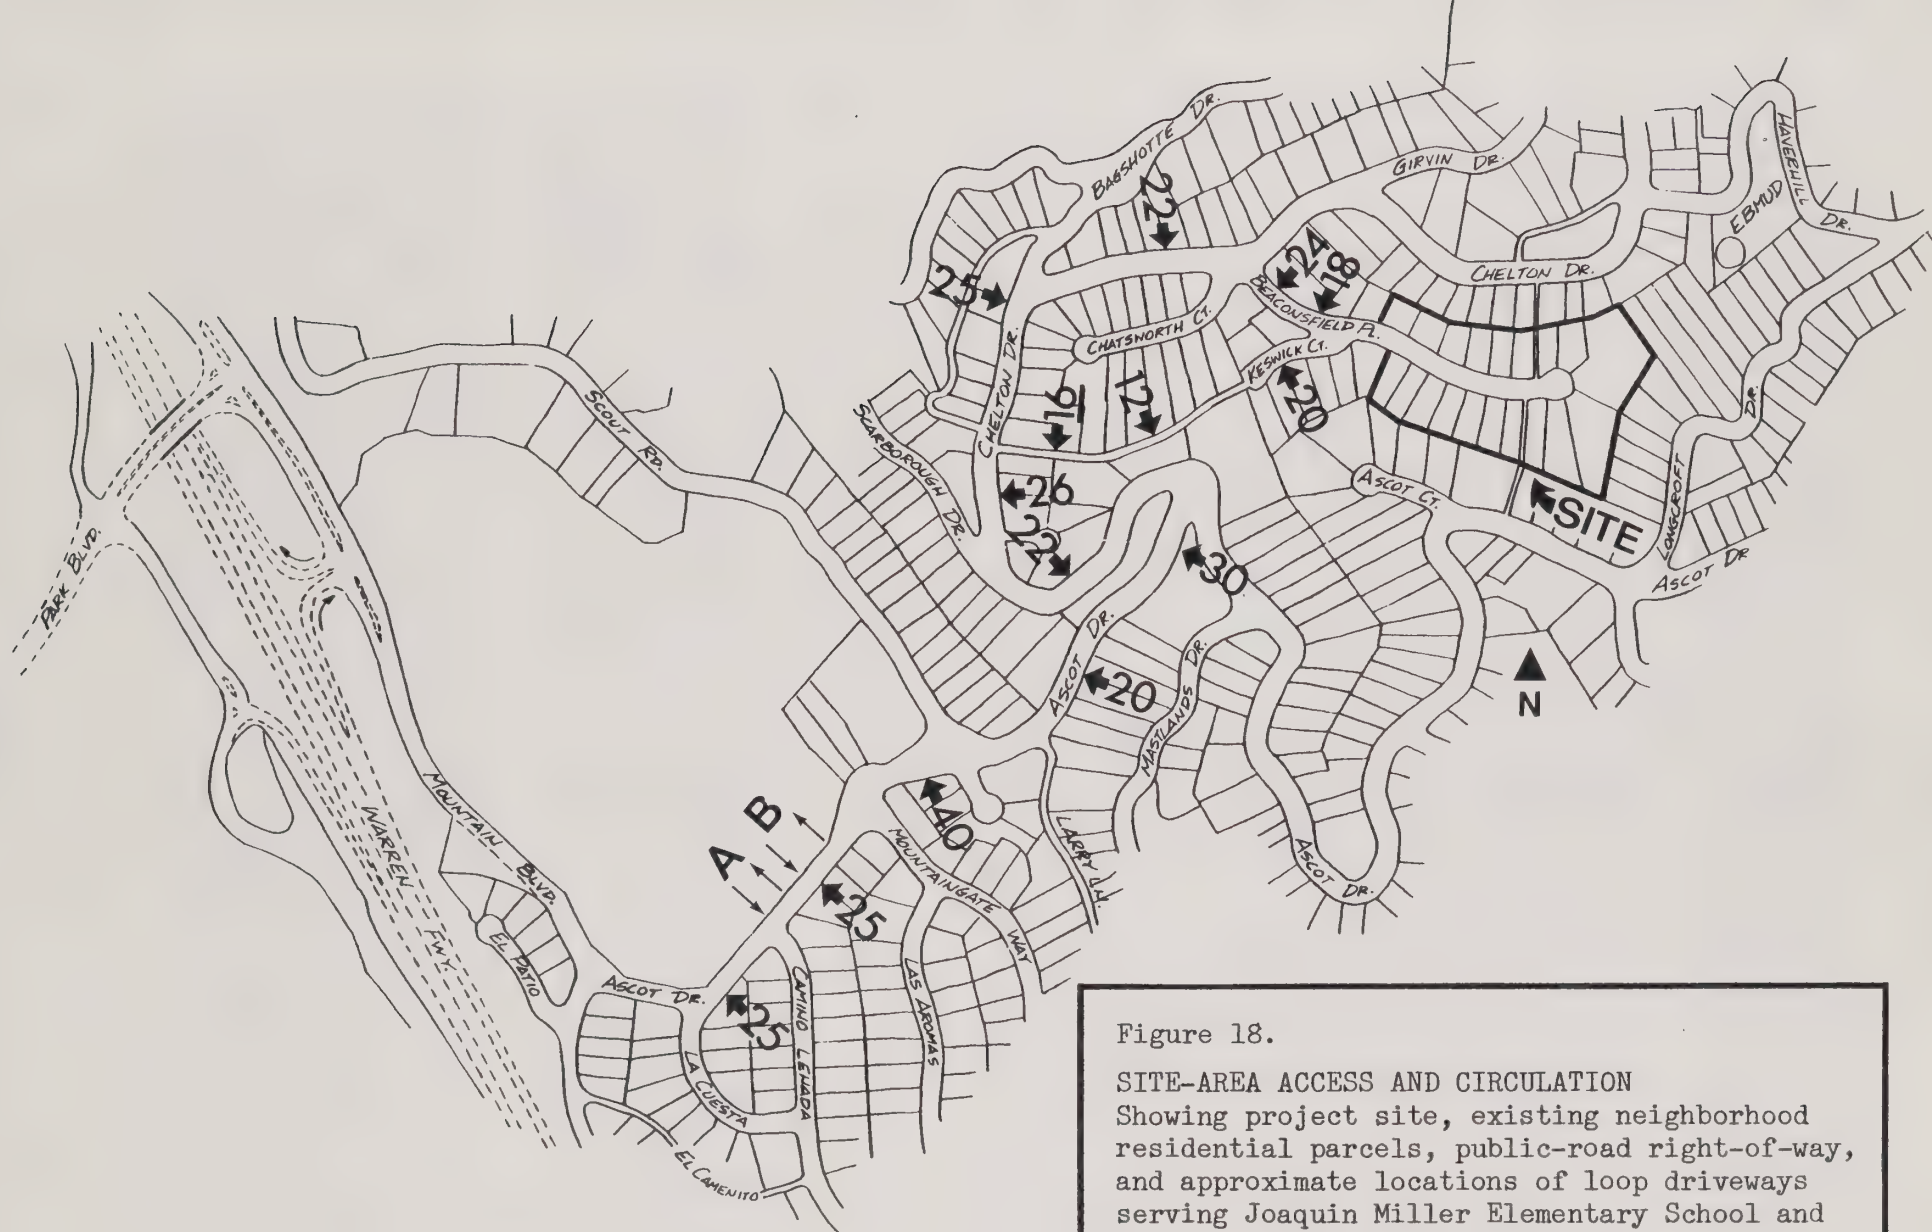 BAGSHOTTE DR.
GIRVIN DR.
HAVERHILL DR.
EBMUD
22
24
18
25
CHELTON DR.
BEACONSFIELD PL.
CHATSWORTH CT.
KESWICK CT.
CHELTON DR.
16
12
20
SCOUT RD.
SCARBOROUGH DR.
26
22
ASCOT CT.
SITE
LONGCROFT DR.
ASCOT DR
30
PARK BLVD.
ASCOT DR.
20
MASTLANDS DR.
N
MOUNTAIN BLVD.
WARREN FWY.
B
A
40
MOUNTAINGATE WAY
LARRY LN.
ASCOT DR.
25
EL PATIO
ASCOT DR.
25
CAMINO LENADA
LAS AROMAS
LA CUESTA
EL CAMENITO
Figure 18.
SITE-AREA ACCESS AND CIRCULATION
Showing project site, existing neighborhood
residential parcels, public-road right-of-way,
and approximate locations of loop driveways
serving Joaquin Miller Elementary School and